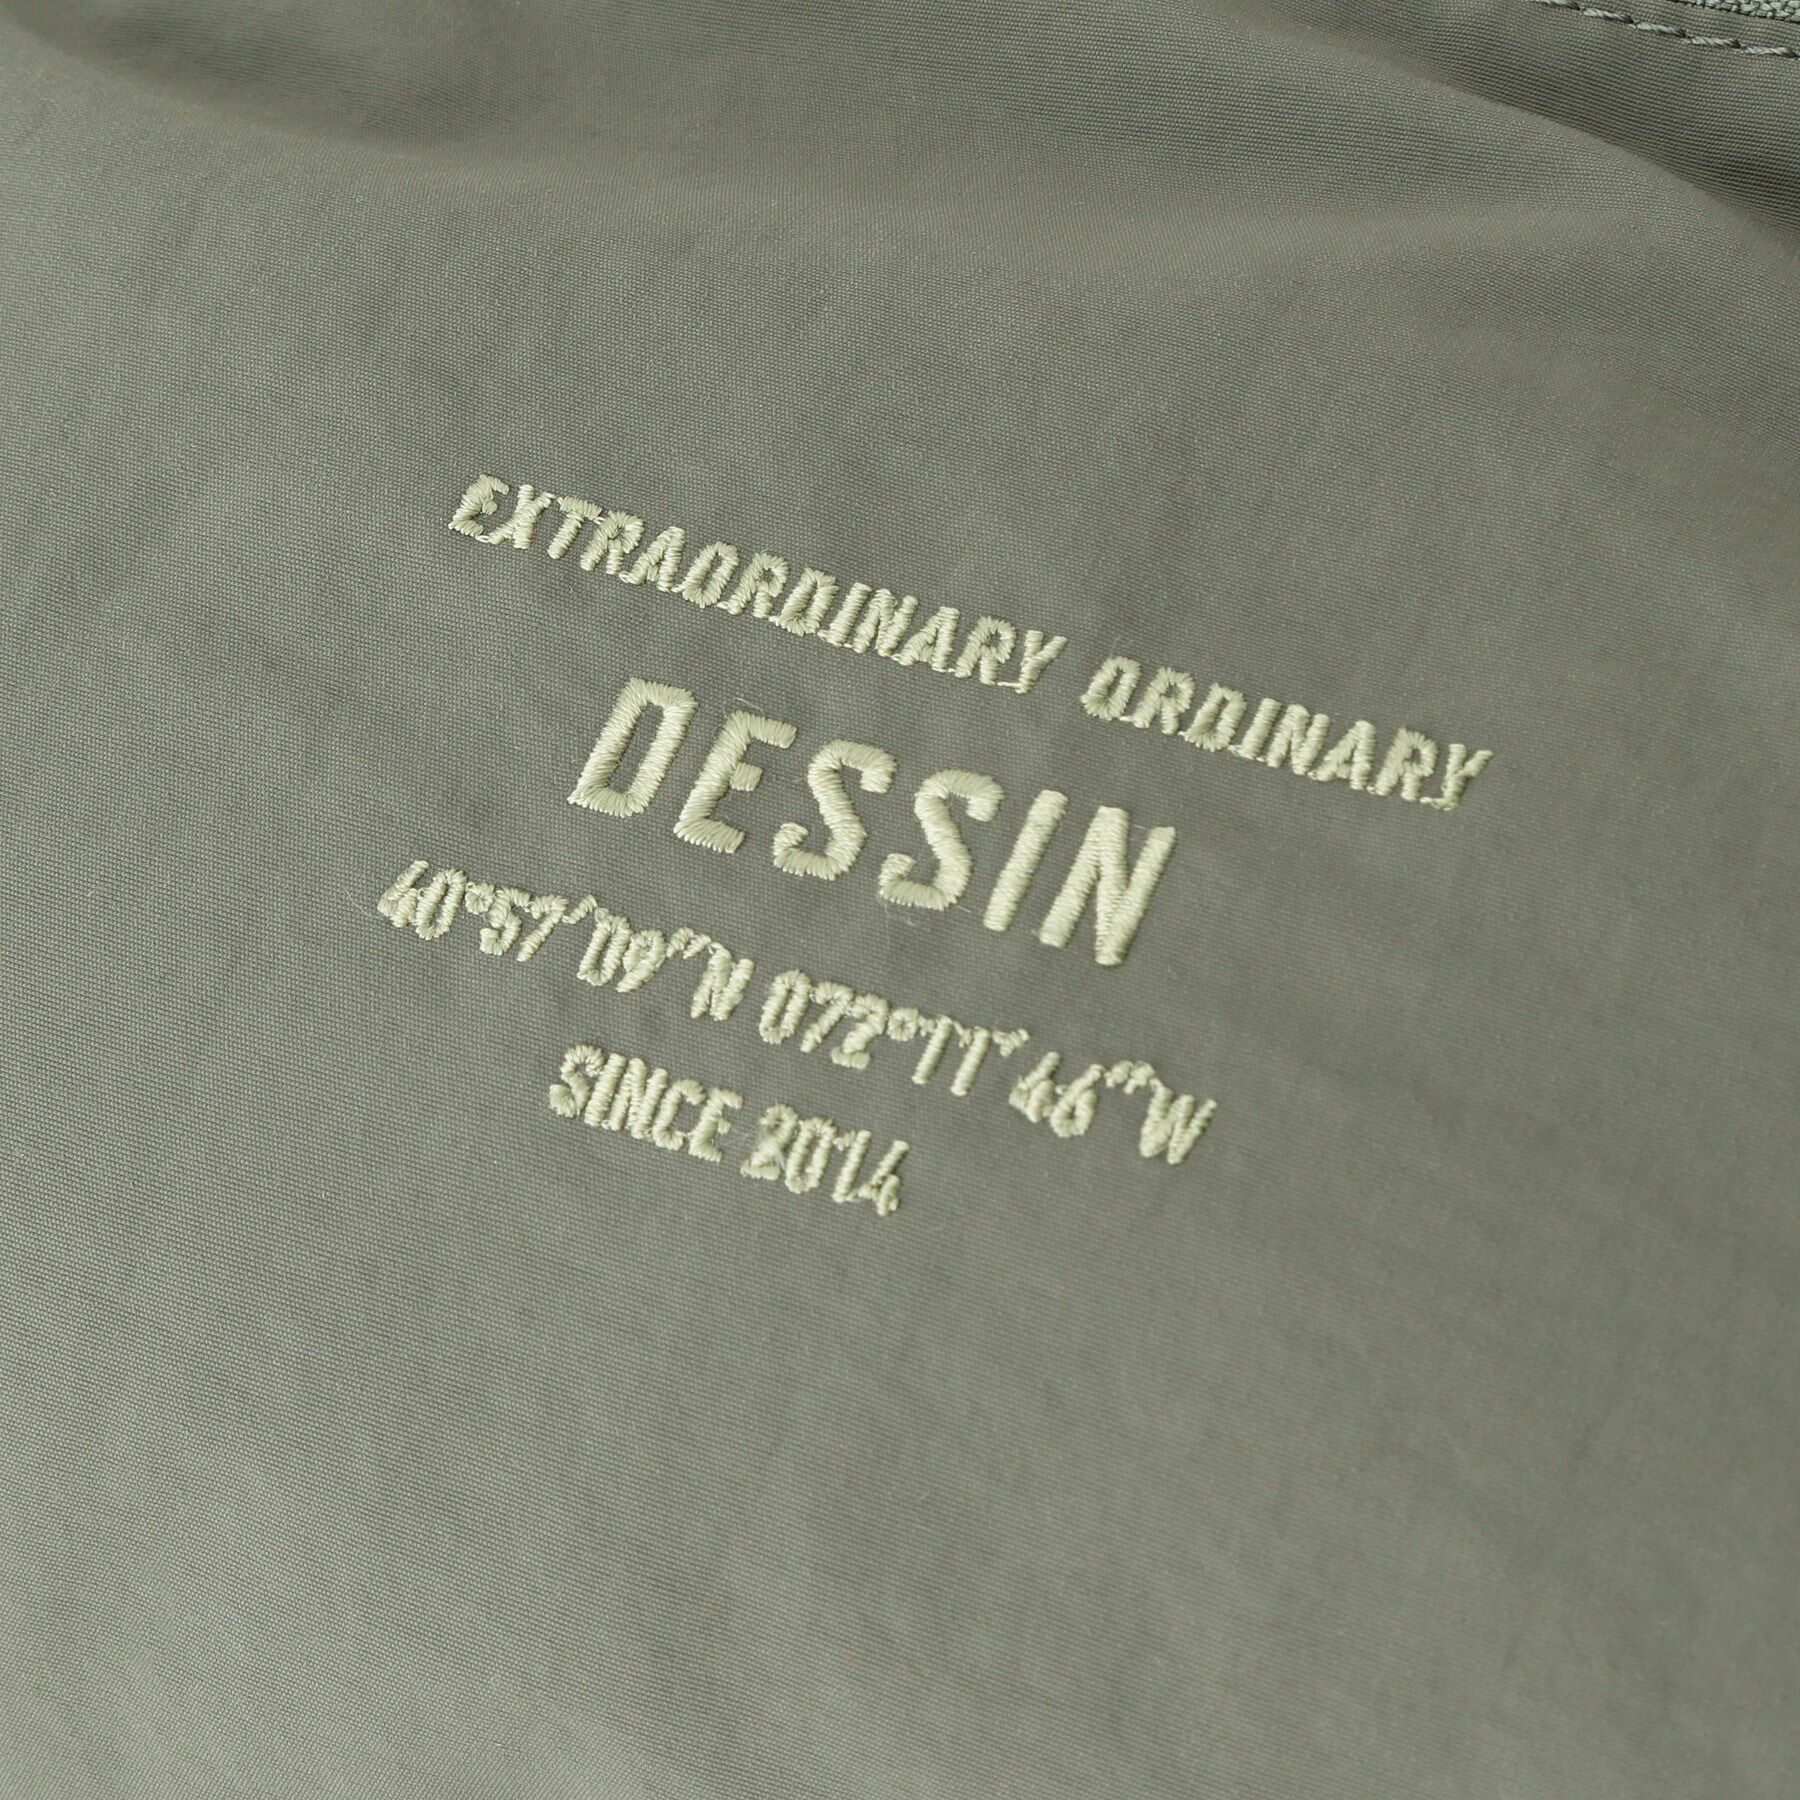 EXTRAORDINARY ORDINARY
DESSIN
40°57'09"N 072°11'46"W
SINCE 2014